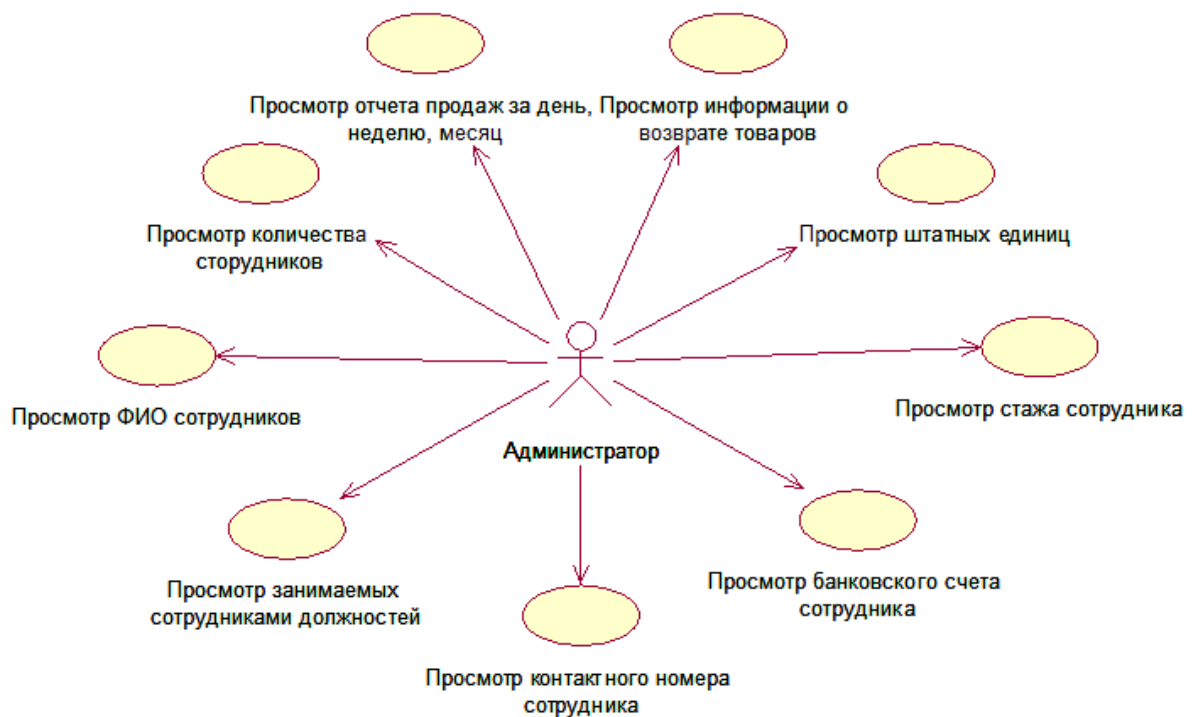 Просмотр отчета продаж за день,
неделю, месяц
Просмотр информации о
возврате товаров
Просмотр количества
сторудников
Просмотр штатных единиц
Просмотр ФИО сотрудников
Просмотр стажа сотрудника
Администратор
Просмотр занимаемых
сотрудниками должностей
Просмотр банковского счета
сотрудника
Просмотр контактного номера
сотрудника